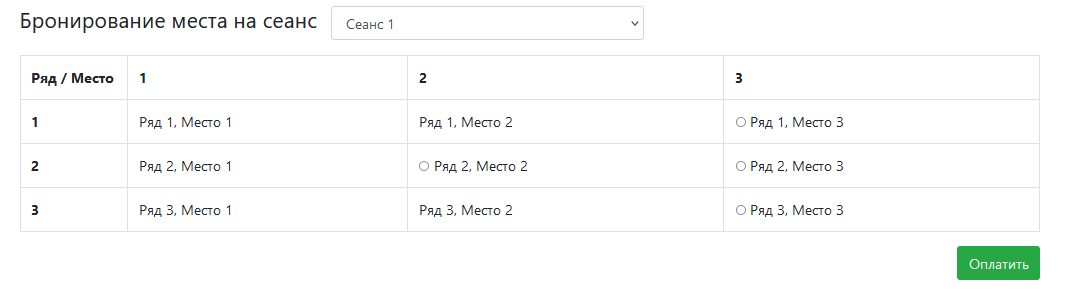 Бронирование места на сеанс Сеанс 1
Ряд / Место 1 2 3
1 Ряд 1, Место 1 Ряд 1, Место 2 Ряд 1, Место 3
2 Ряд 2, Место 1 Ряд 2, Место 2 Ряд 2, Место 3
3 Ряд 3, Место 1 Ряд 3, Место 2 Ряд 3, Место 3
Оплатить